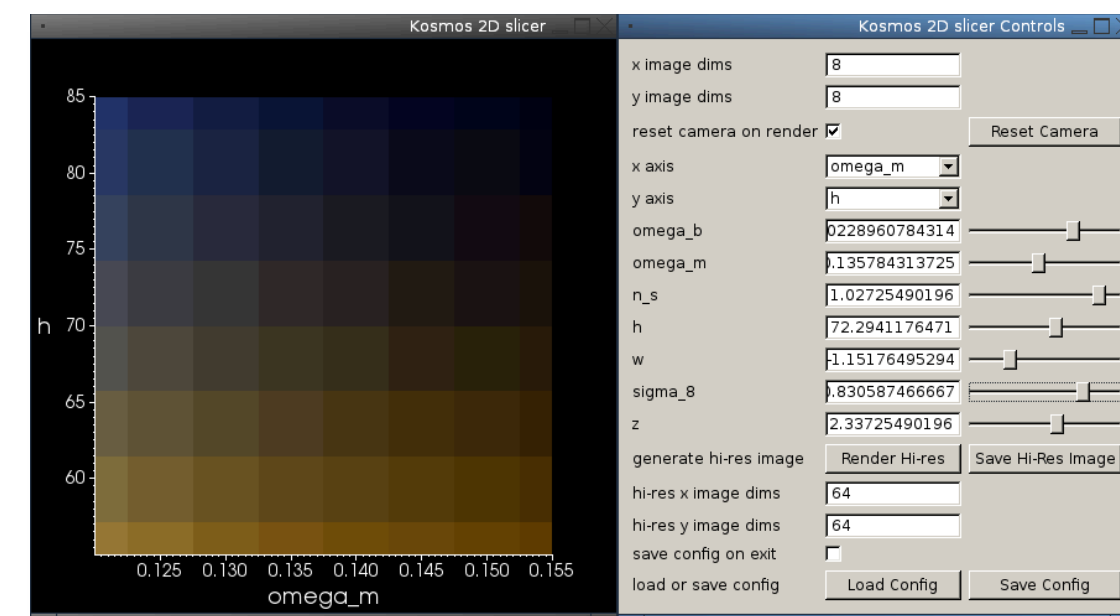 Kosmos 2D slicer
85
80
75
70
65
60
h
0.125 0.130 0.135 0.140 0.145 0.150 0.155
omega_m
Kosmos 2D slicer Controls
x image dims 8
y image dims 8
reset camera on render Reset Camera
x axis omega_m
y axis h
omega_b 0228960784314
omega_m 0.135784313725
n_s 1.02725490196
h 72.2941176471
w -1.15176495294
sigma_8 0.830587466667
z 2.33725490196
generate hi-res image Render Hi-res Save Hi-Res Image
hi-res x image dims 64
hi-res y image dims 64
save config on exit
load or save config Load Config Save Config